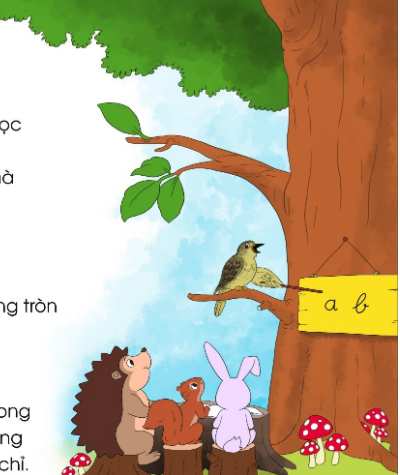 ọc
à
ng tròn
ong
ng
chỉ.
a b